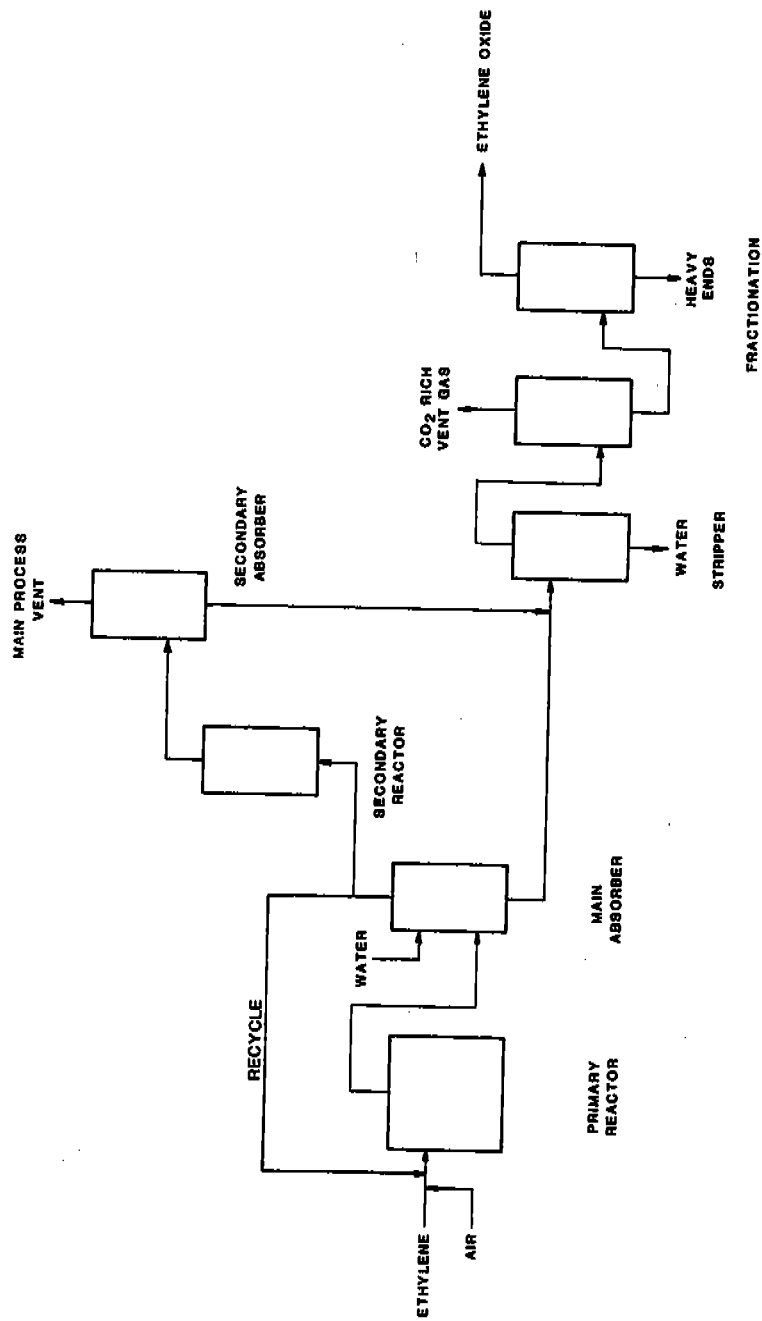 ETHYLENE
AIR
RECYCLE
PRIMARY
REACTOR
WATER
MAIN
ABSORBER
SECONDARY
REACTOR
MAIN PROCESS
VENT
SECONDARY
ABSORBER
WATER
STRIPPER
CO₂ RICH
VENT GAS
HEAVY
ENDS
FRACTIONATION
ETHYLENE OXIDE